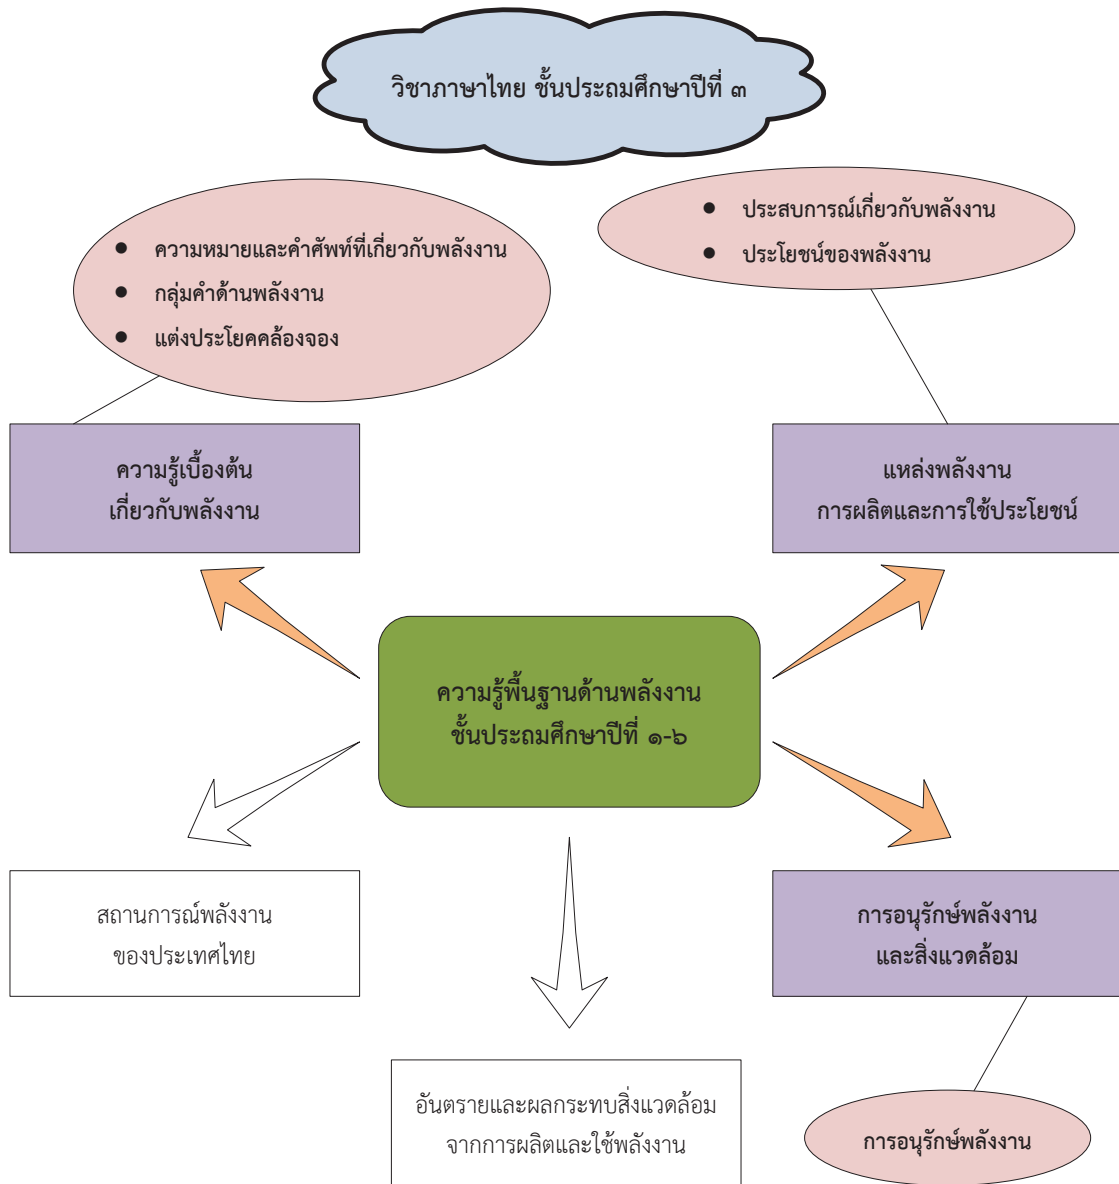 วิชาภาษาไทย ชั้นประถมศึกษาปีที่ ๓
● ความหมายและคำศัพท์ที่เกี่ยวกับพลังงาน
● กลุ่มคำด้านพลังงาน
● แต่งประโยคคล้องจอง
● ประสบการณ์เกี่ยวกับพลังงาน
● ประโยชน์ของพลังงาน
ความรู้เบื้องต้น
เกี่ยวกับพลังงาน
แหล่งพลังงาน
การผลิตและการใช้ประโยชน์
ความรู้พื้นฐานด้านพลังงาน
ชั้นประถมศึกษาปีที่ ๑-๖
สถานการณ์พลังงาน
ของประเทศไทย
การอนุรักษ์พลังงาน
และสิ่งแวดล้อม
อันตรายและผลกระทบสิ่งแวดล้อม
จากการผลิตและใช้พลังงาน
การอนุรักษ์พลังงาน